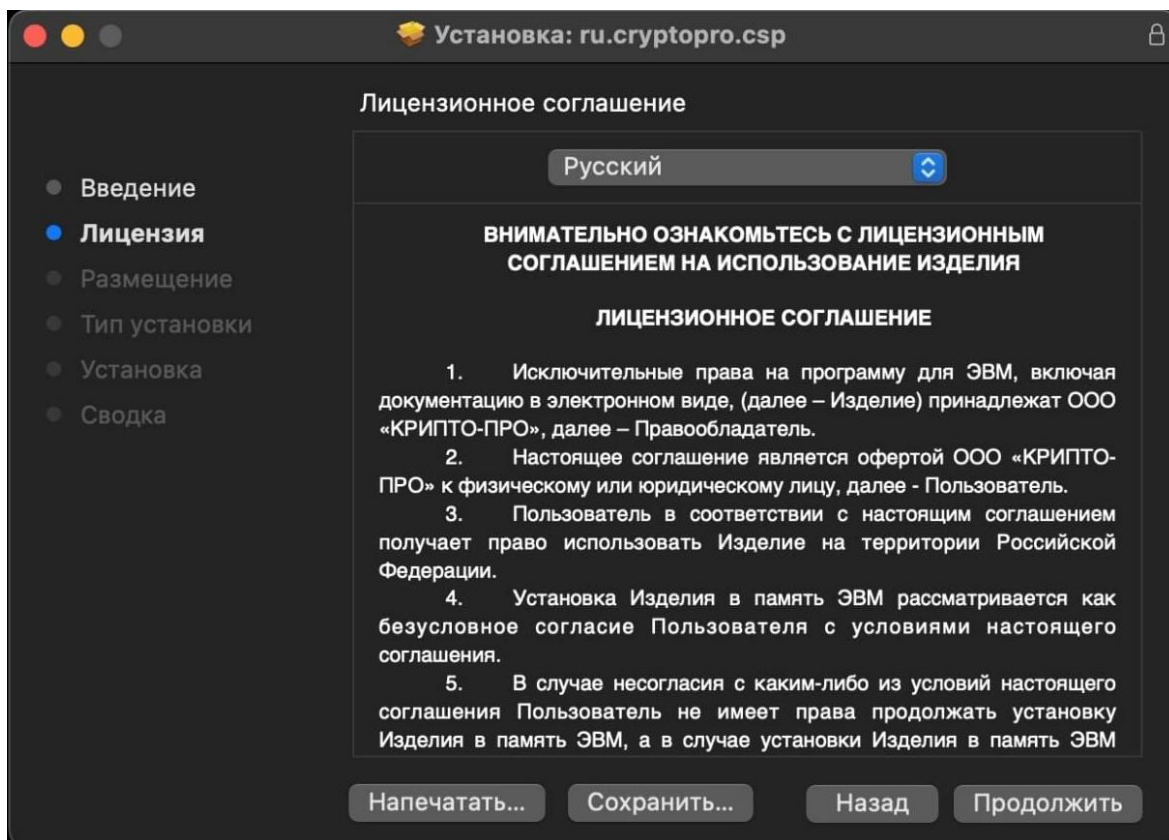 Установка: ru.cryptopro.csp
Лицензионное соглашение
Введение
Лицензия
Размещение
Тип установки
Установка
Сводка
Русский
ВНИМАТЕЛЬНО ОЗНАКОМЬТЕСЬ С ЛИЦЕНЗИОННЫМ
СОГЛАШЕНИЕМ НА ИСПОЛЬЗОВАНИЕ ИЗДЕЛИЯ
ЛИЦЕНЗИОННОЕ СОГЛАШЕНИЕ
1. Исключительные права на программу для ЭВМ, включая
документацию в электронном виде, (далее – Изделие) принадлежат ООО
«КРИПТО-ПРО», далее – Правообладатель.
2. Настоящее соглашение является офертой ООО «КРИПТО-
ПРО» к физическому или юридическому лицу, далее - Пользователь.
3. Пользователь в соответствии с настоящим соглашением
получает право использовать Изделие на территории Российской
Федерации.
4. Установка Изделия в память ЭВМ рассматривается как
безусловное согласие Пользователя с условиями настоящего
соглашения.
5. В случае несогласия с каким-либо из условий настоящего
соглашения Пользователь не имеет права продолжать установку
Изделия в память ЭВМ, а в случае установки Изделия в память ЭВМ
Напечатать... Сохранить... Назад Продолжить